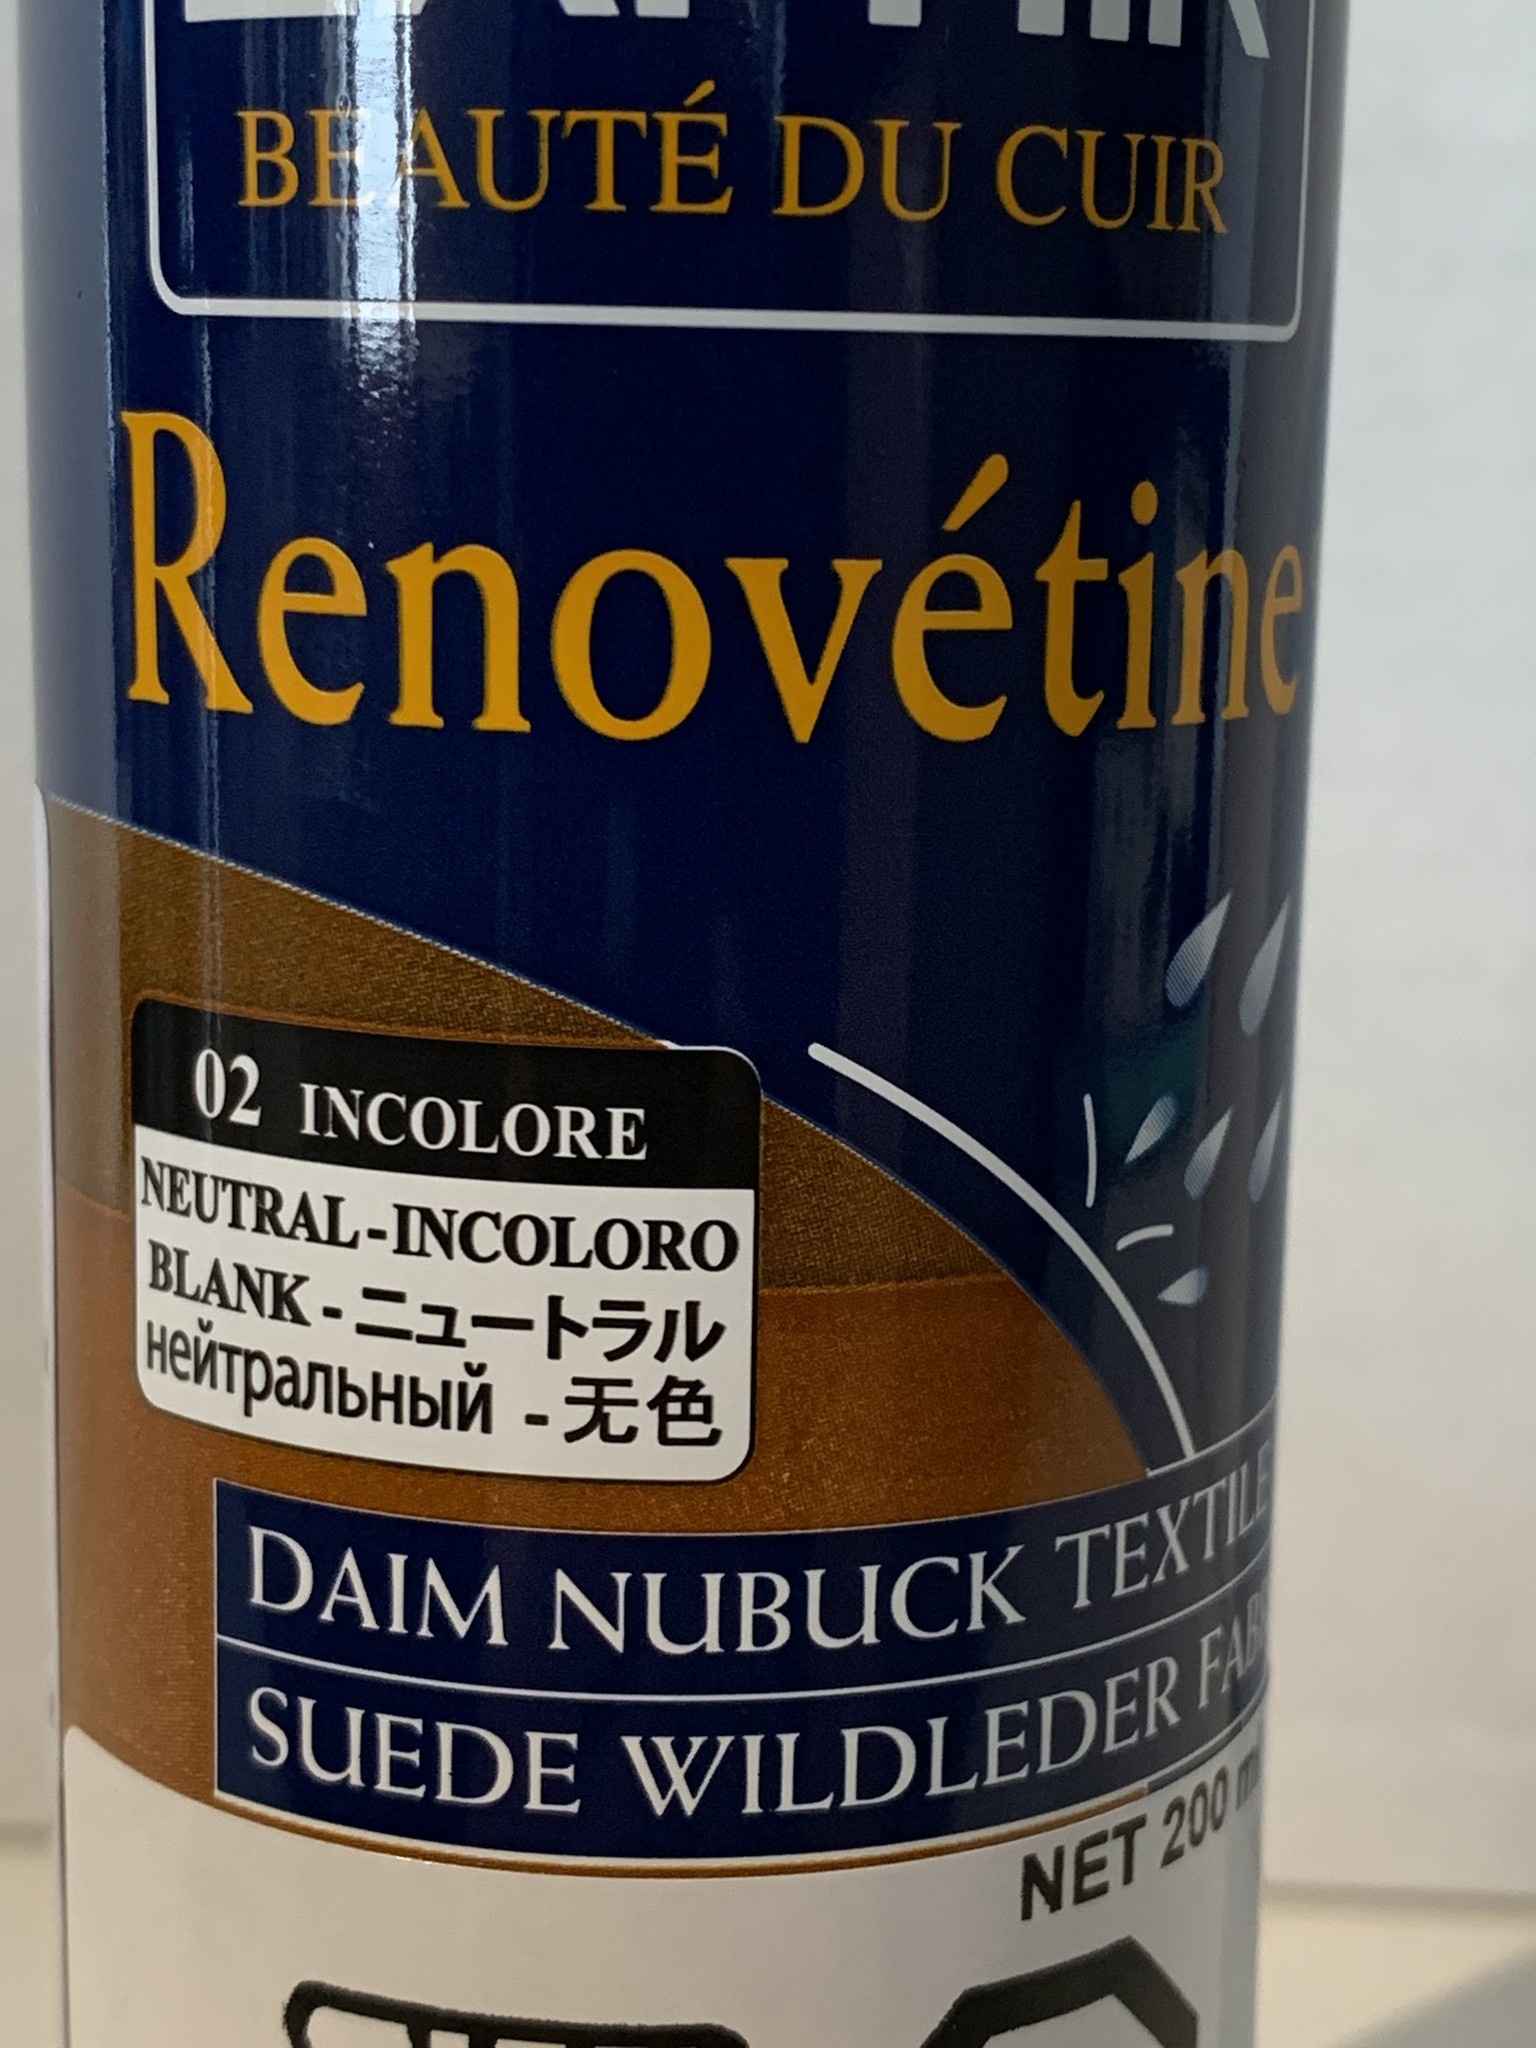 BEAUTÉ DU CUIR
Renovétine
02 INCOLORE
NEUTRAL-INCOLORO
BLANK-ニュートラル
нейтральный - 无色
DAIM NUBUCK TEXTILE
SUEDE WILDLEDER
NET 200